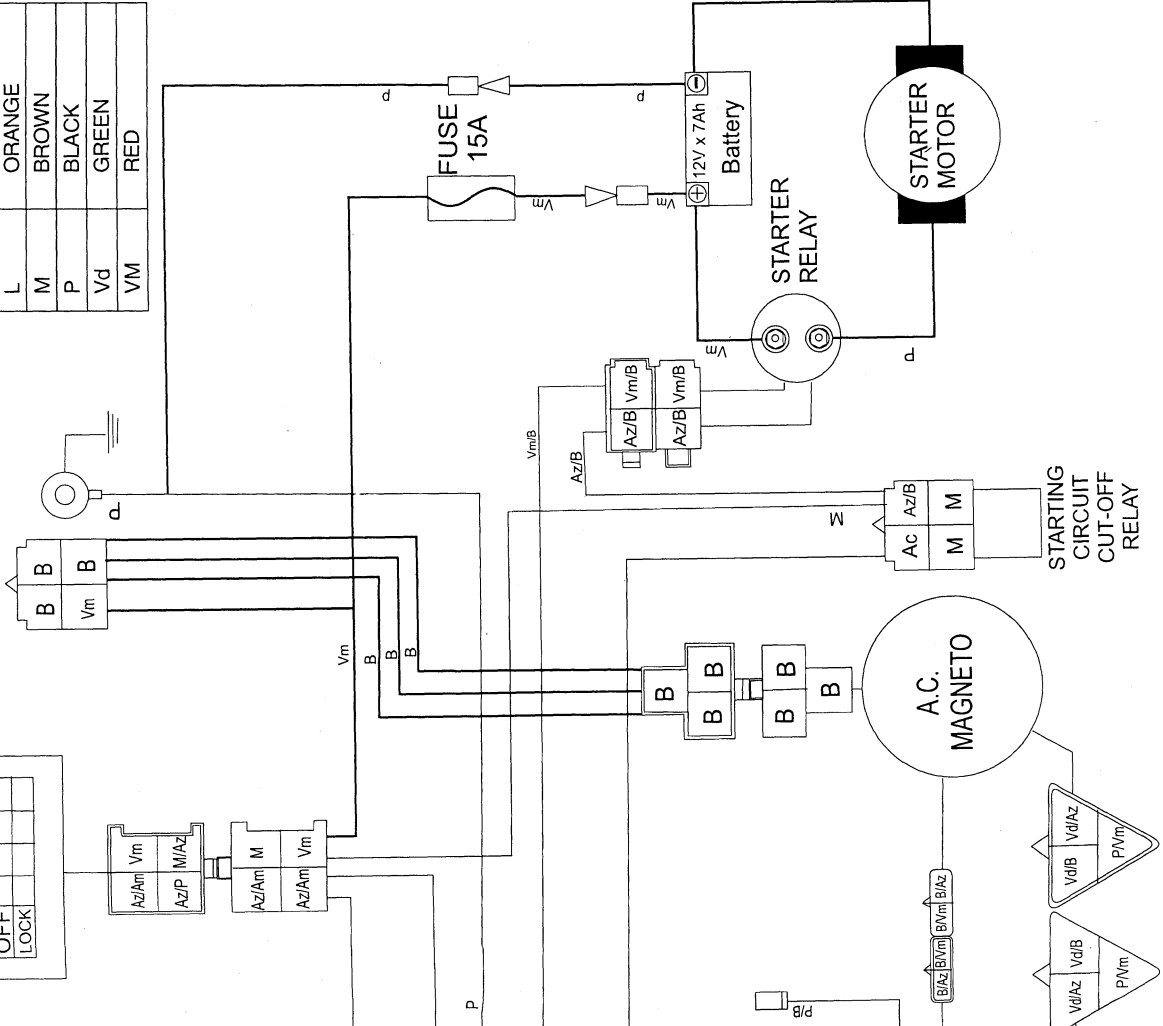 L ORANGE
M BROWN
P BLACK
Vd GREEN
VM RED
FUSE
15A
12V x 7Ah
Battery
STARTER
MOTOR
STARTER
RELAY
P
P
Vm
Vm
Vm
P
Vm/B
Az/B
Az/B Vm/B
Az/B Vm/B
P
B B
Vm B
Vm
B
B
B
M
Ac Az/B
M M
STARTING
CIRCUIT
CUT-OFF
RELAY
B
B B
B B
B
A.C.
MAGNETO
OFF
LOCK
Az/Am Vm
Az/P M/Az
Az/Am M
Az/Am Vm
P
P/B
B/Vm B/Az
B/Az B/Vm
Vd/B Vd/Az
P/Vm
Vd/Az Vd/B
P/Vm